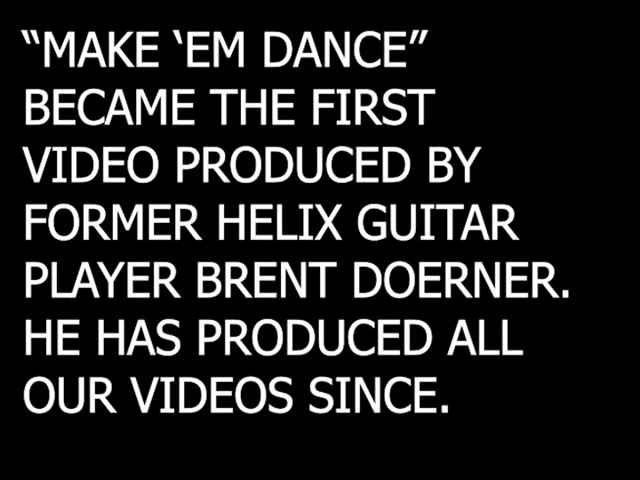 “MAKE ‘EM DANCE”
BECAME THE FIRST
VIDEO PRODUCED BY
FORMER HELIX GUITAR
PLAYER BRENT DOERNER.
HE HAS PRODUCED ALL
OUR VIDEOS SINCE.